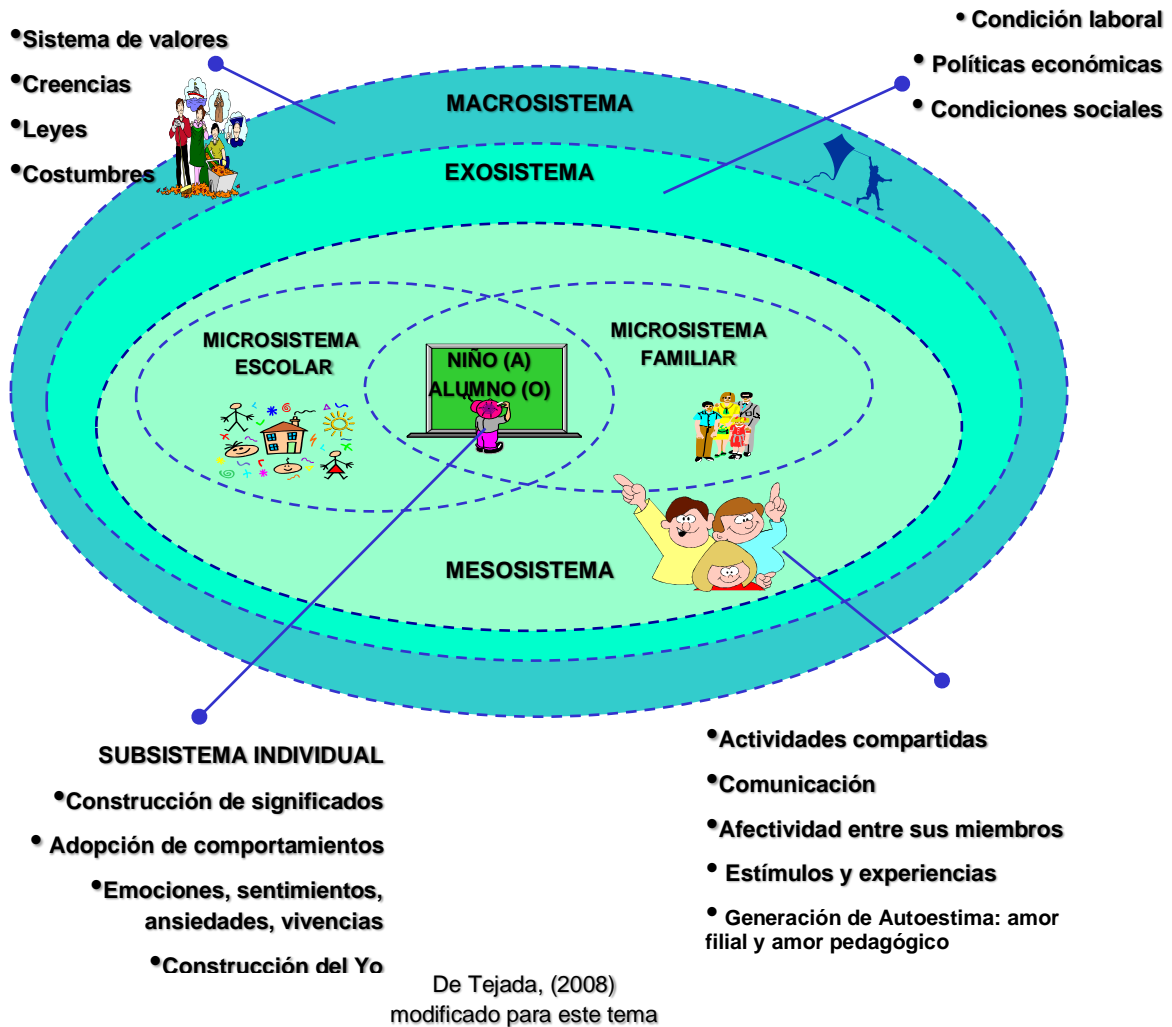 •Sistema de valores
•Creencias
•Leyes
•Costumbres
• Condición laboral
• Políticas económicas
• Condiciones sociales
MACROSISTEMA
EXOSISTEMA
MICROSISTEMA
ESCOLAR
NIÑO (A)
ALUMNO (O)
MICROSISTEMA
FAMILIAR
MESOSISTEMA
SUBSISTEMA INDIVIDUAL
•Construcción de significados
• Adopción de comportamientos
•Emociones, sentimientos,
ansiedades, vivencias
•Construcción del Yo
•Actividades compartidas
•Comunicación
•Afectividad entre sus miembros
• Estímulos y experiencias
• Generación de Autoestima: amor
filial y amor pedagógico
De Tejada, (2008)
modificado para este tema